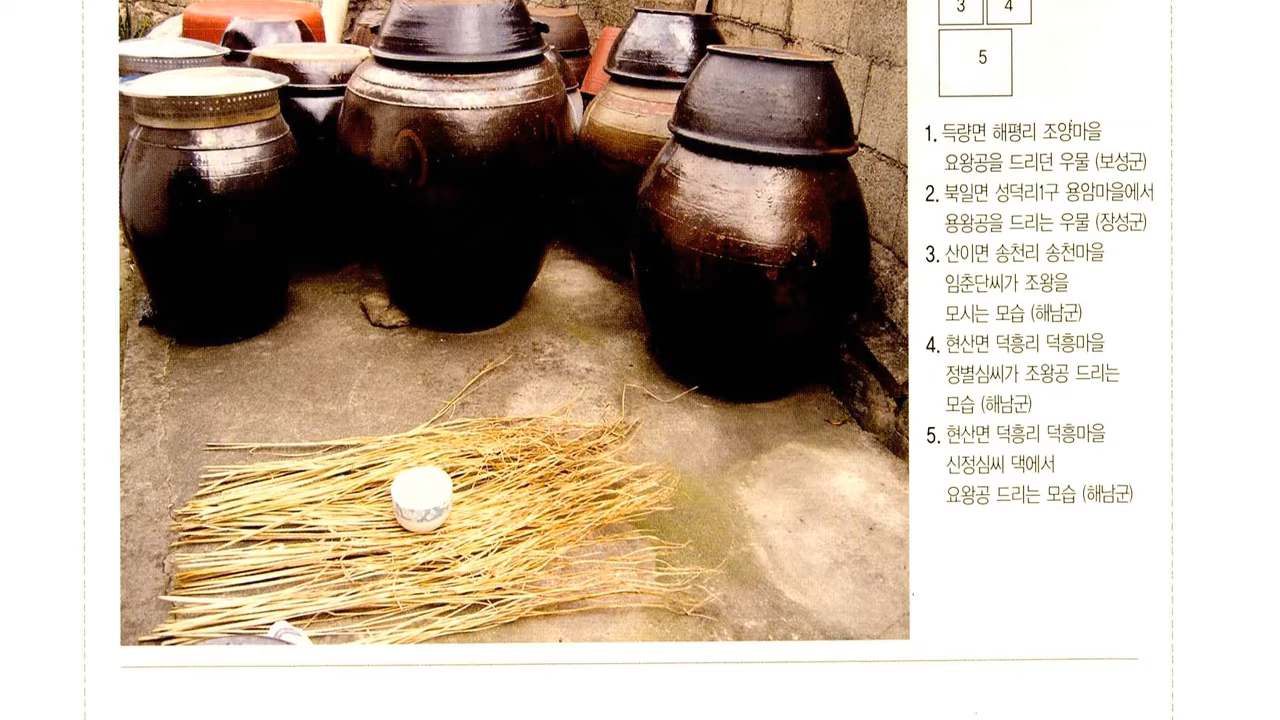 3 4
5
1. 득량면 해평리 조양마을
요왕공을 드리던 우물 (보성군)
2. 북일면 성덕리1구 용암마을에서
용왕공을 드리는 우물 (장성군)
3. 산이면 송천리 송천마을
임춘단씨가 조왕을
모시는 모습 (해남군)
4. 현산면 덕흥리 덕흥마을
정별심씨가 조왕공 드리는
모습 (해남군)
5. 현산면 덕흥리 덕흥마을
신정심씨 댁에서
요왕공 드리는 모습 (해남군)